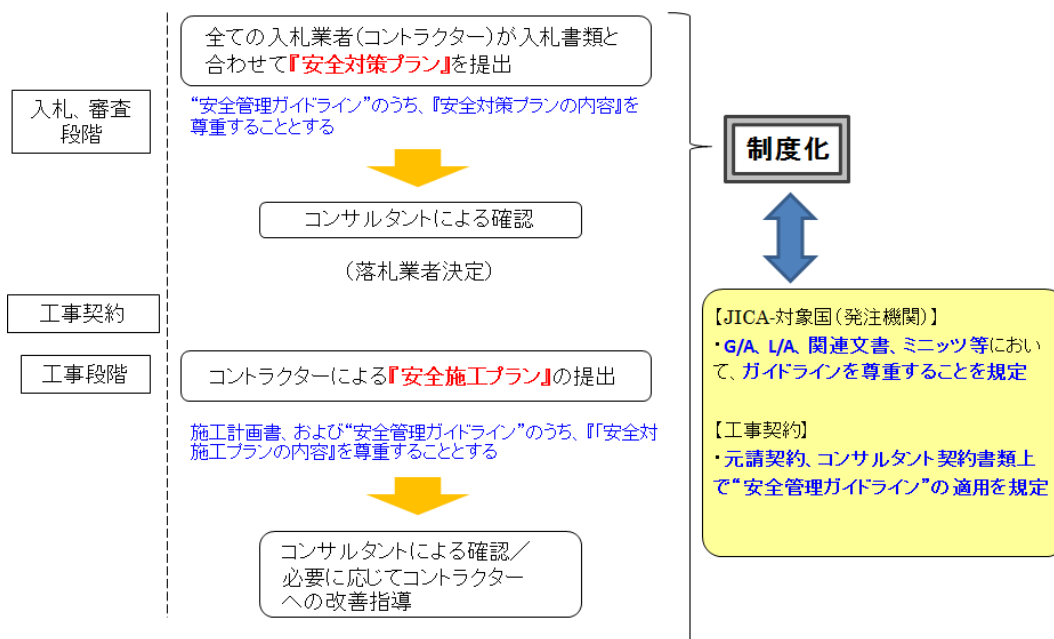 全ての入札業者(コントラクター)が入札書類と
合わせて『安全対策プラン』を提出
入札、審査
段階
“安全管理ガイドライン”のうち、『安全対策プランの内容』を
尊重することとする
制度化
コンサルタントによる確認
(落札業者決定)
工事契約
工事段階
コントラクターによる『安全施工プラン』の提出
施工計画書、および“安全管理ガイドライン”のうち、『「安全対
施工プランの内容』を尊重することとする
コンサルタントによる確認/
必要に応じてコントラクター
への改善指導
【JICA-対象国(発注機関)】
・G/A、L/A、関連文書、ミニッツ等におい
て、ガイドラインを尊重することを規定
【工事契約】
・元請契約、コンサルタント契約書類上
で“安全管理ガイドライン”の適用を規定